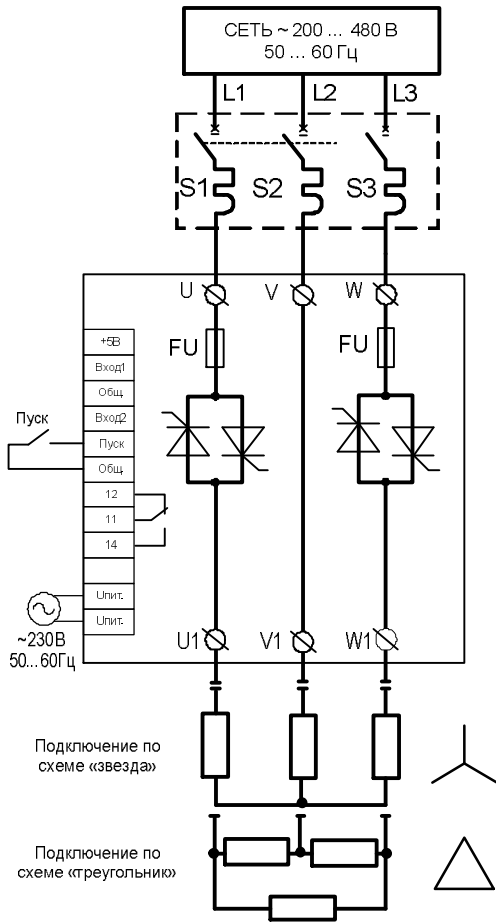 СЕТЬ ~ 200 ... 480 В
50 ... 60 Гц
L1 L2 L3
S1 S2 S3
U V W
FU FU
+5В
Вход1
Общ.
Вход2
Пуск
Пуск
Общ.
12
11
14
Uпит.
Uпит.
~230В
50...60Гц
U1 V1 W1
Подключение по
схеме «звезда»
Подключение по
схеме «треугольник»